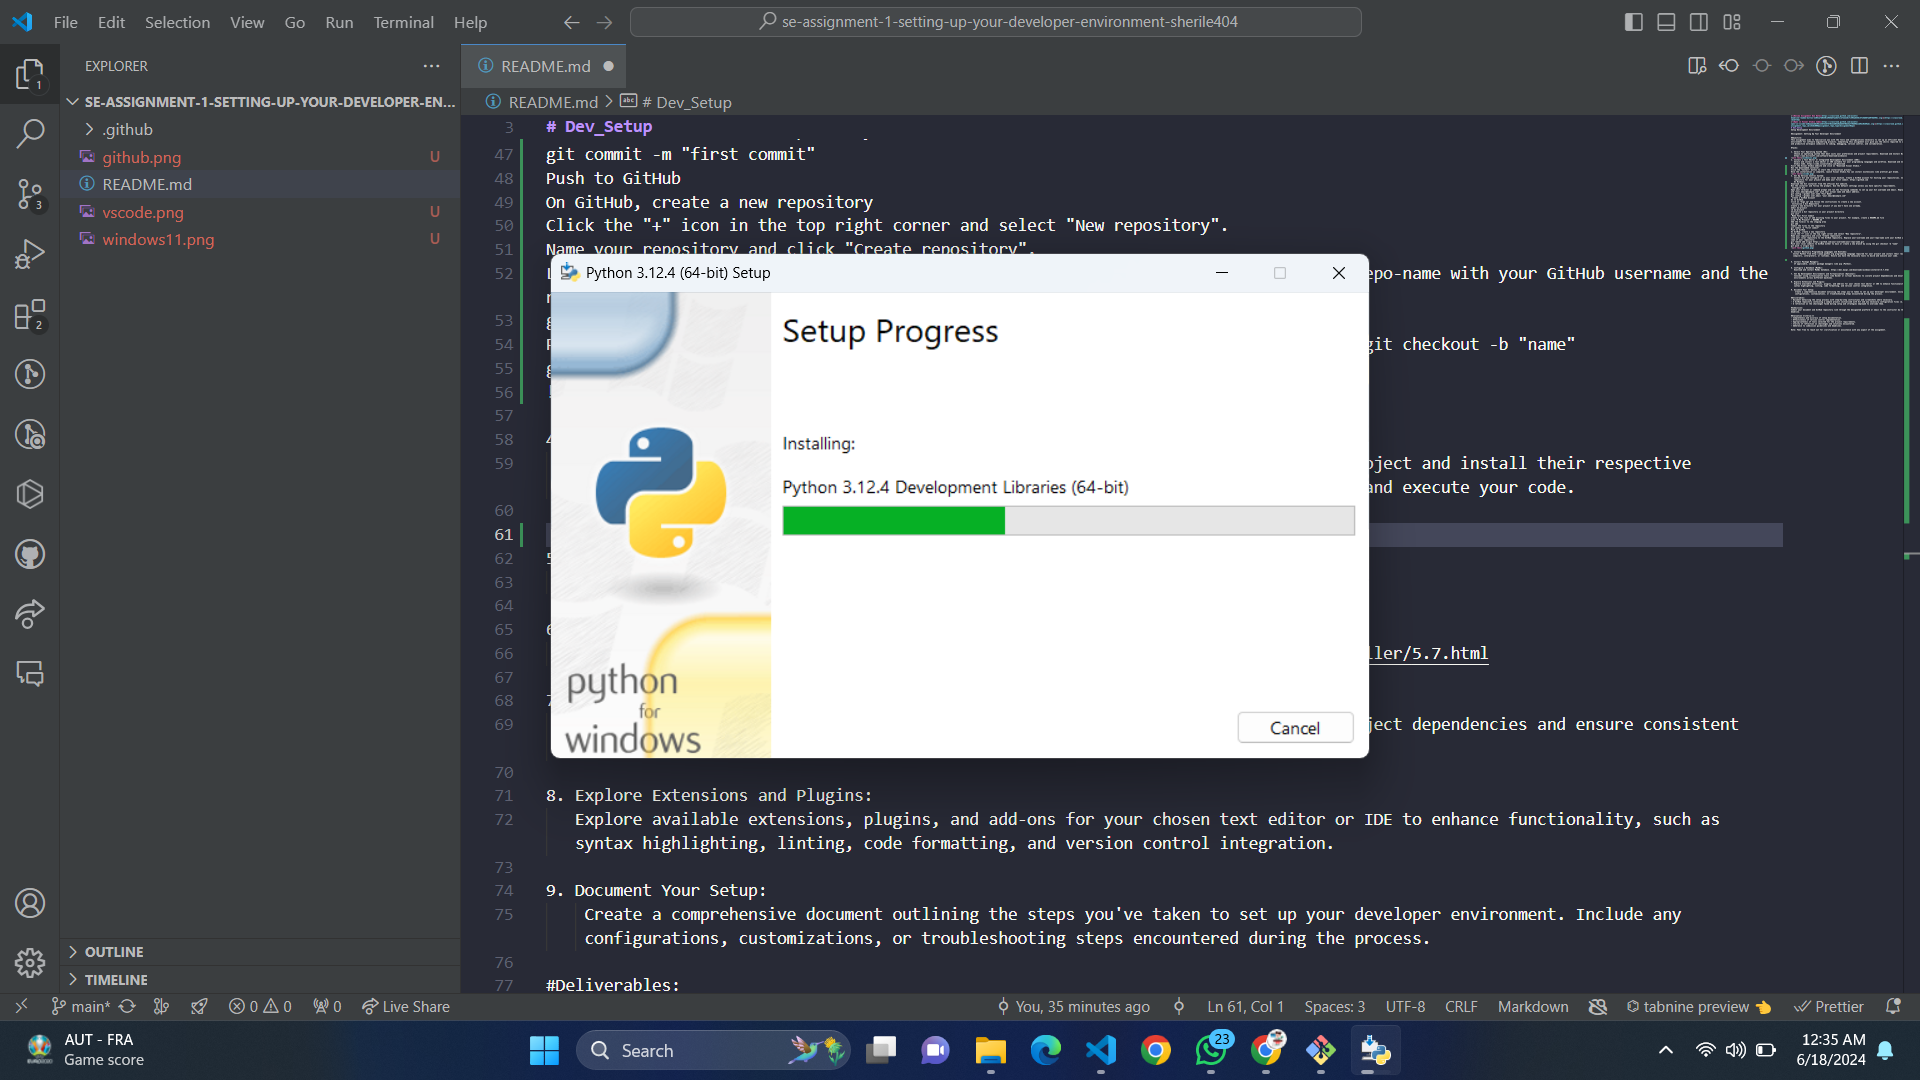 File Edit Selection View Go Run Terminal Help
se-assignment-1-setting-up-your-developer-environment-sherile404
EXPLORER
README.md
SE-ASSIGNMENT-1-SETTING-UP-YOUR-DEVELOPER-EN...
README.md > # Dev_Setup
.github
github.png U
README.md
vscode.png U
windows11.png U
3 # Dev_Setup
47 git commit -m "first commit"
48 Push to GitHub
49 On GitHub, create a new repository
50 Click the "+" icon in the top right corner and select "New repository".
51 Name your repository and click "Create repository".
52 epo-name with your GitHub username and the
53
54 git checkout -b "name"
55
56
57
58
59 oject and install their respective
and execute your code.
60
61
62
63
64
65
66 ller/5.7.html
67
68
69 ject dependencies and ensure consistent
70
71 8. Explore Extensions and Plugins:
72 Explore available extensions, plugins, and add-ons for your chosen text editor or IDE to enhance functionality, such as
syntax highlighting, linting, code formatting, and version control integration.
73
74 9. Document Your Setup:
75 Create a comprehensive document outlining the steps you've taken to set up your developer environment. Include any
configurations, customizations, or troubleshooting steps encountered during the process.
76
77 #Deliverables:
Python 3.12.4 (64-bit) Setup
Setup Progress
Installing:
Python 3.12.4 Development Libraries (64-bit)
python
for
windows
Cancel
1
3
2
OUTLINE
TIMELINE
main* 0 0 0 Live Share You, 35 minutes ago Ln 61, Col 1 Spaces: 3 UTF-8 CRLF Markdown tabnine preview Prettier
AUT - FRA
Game score
Search
23
12:35 AM
6/18/2024